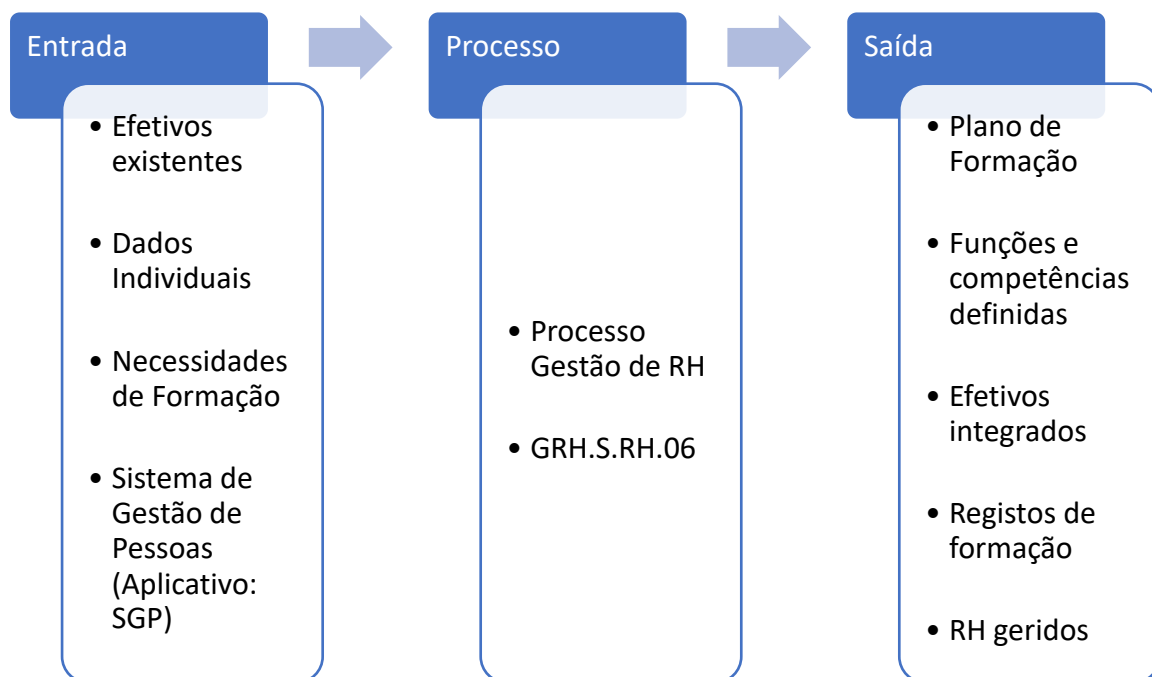 Entrada
• Efetivos
existentes
• Dados
Individuais
• Necessidades
de Formação
• Sistema de
Gestão de
Pessoas
(Aplicativo:
SGP)
Processo
• Processo
Gestão de RH
• GRH.S.RH.06
Saída
• Plano de
Formação
• Funções e
competências
definidas
• Efetivos
integrados
• Registos de
formação
• RH geridos